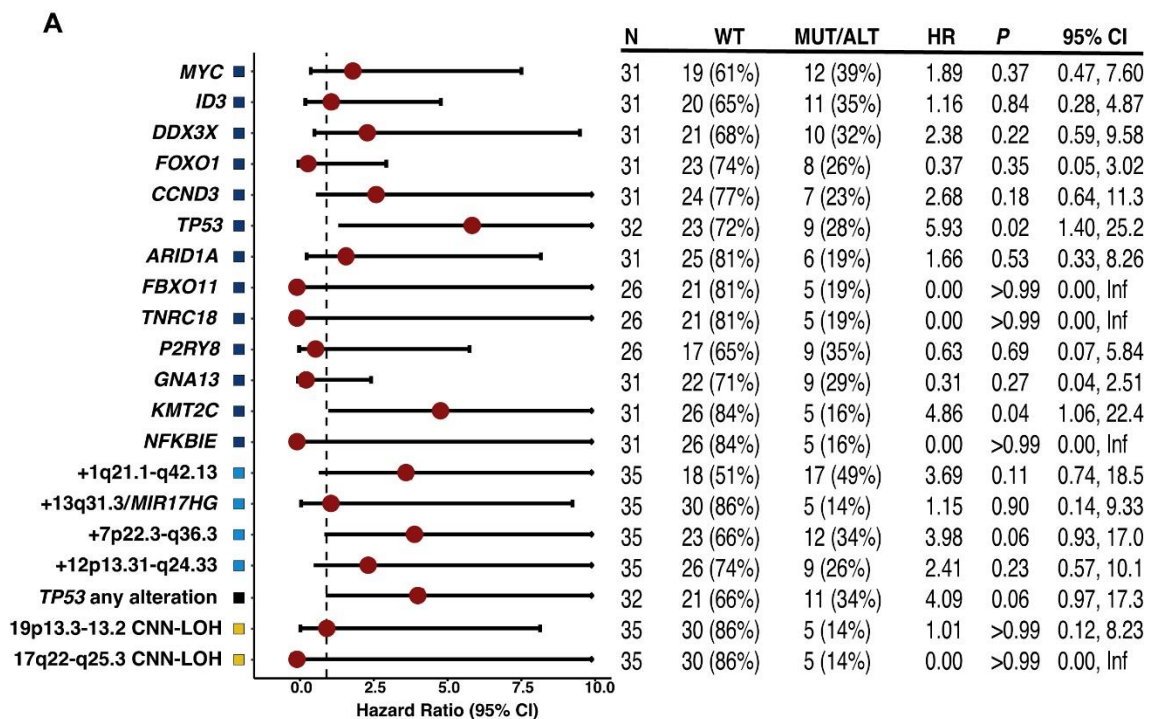 A
N WT MUT/ALT HR P 95% CI
MYC 31 19 (61%) 12 (39%) 1.89 0.37 0.47, 7.60
ID3 31 20 (65%) 11 (35%) 1.16 0.84 0.28, 4.87
DDX3X 31 21 (68%) 10 (32%) 2.38 0.22 0.59, 9.58
FOXO1 31 23 (74%) 8 (26%) 0.37 0.35 0.05, 3.02
CCND3 31 24 (77%) 7 (23%) 2.68 0.18 0.64, 11.3
TP53 32 23 (72%) 9 (28%) 5.93 0.02 1.40, 25.2
ARID1A 31 25 (81%) 6 (19%) 1.66 0.53 0.33, 8.26
FBXO11 26 21 (81%) 5 (19%) 0.00 >0.99 0.00, Inf
TNRC18 26 21 (81%) 5 (19%) 0.00 >0.99 0.00, Inf
P2RY8 26 17 (65%) 9 (35%) 0.63 0.69 0.07, 5.84
GNA13 31 22 (71%) 9 (29%) 0.31 0.27 0.04, 2.51
KMT2C 31 26 (84%) 5 (16%) 4.86 0.04 1.06, 22.4
NFKBIE 31 26 (84%) 5 (16%) 0.00 >0.99 0.00, Inf
+1q21.1-q42.13 35 18 (51%) 17 (49%) 3.69 0.11 0.74, 18.5
+13q31.3/MIR17HG 35 30 (86%) 5 (14%) 1.15 0.90 0.14, 9.33
+7p22.3-q36.3 35 23 (66%) 12 (34%) 3.98 0.06 0.93, 17.0
+12p13.31-q24.33 35 26 (74%) 9 (26%) 2.41 0.23 0.57, 10.1
TP53 any alteration 32 21 (66%) 11 (34%) 4.09 0.06 0.97, 17.3
19p13.3-13.2 CNN-LOH 35 30 (86%) 5 (14%) 1.01 >0.99 0.12, 8.23
17q22-q25.3 CNN-LOH 35 30 (86%) 5 (14%) 0.00 >0.99 0.00, Inf
0.0 2.5 5.0 7.5 10.0
Hazard Ratio (95% CI)